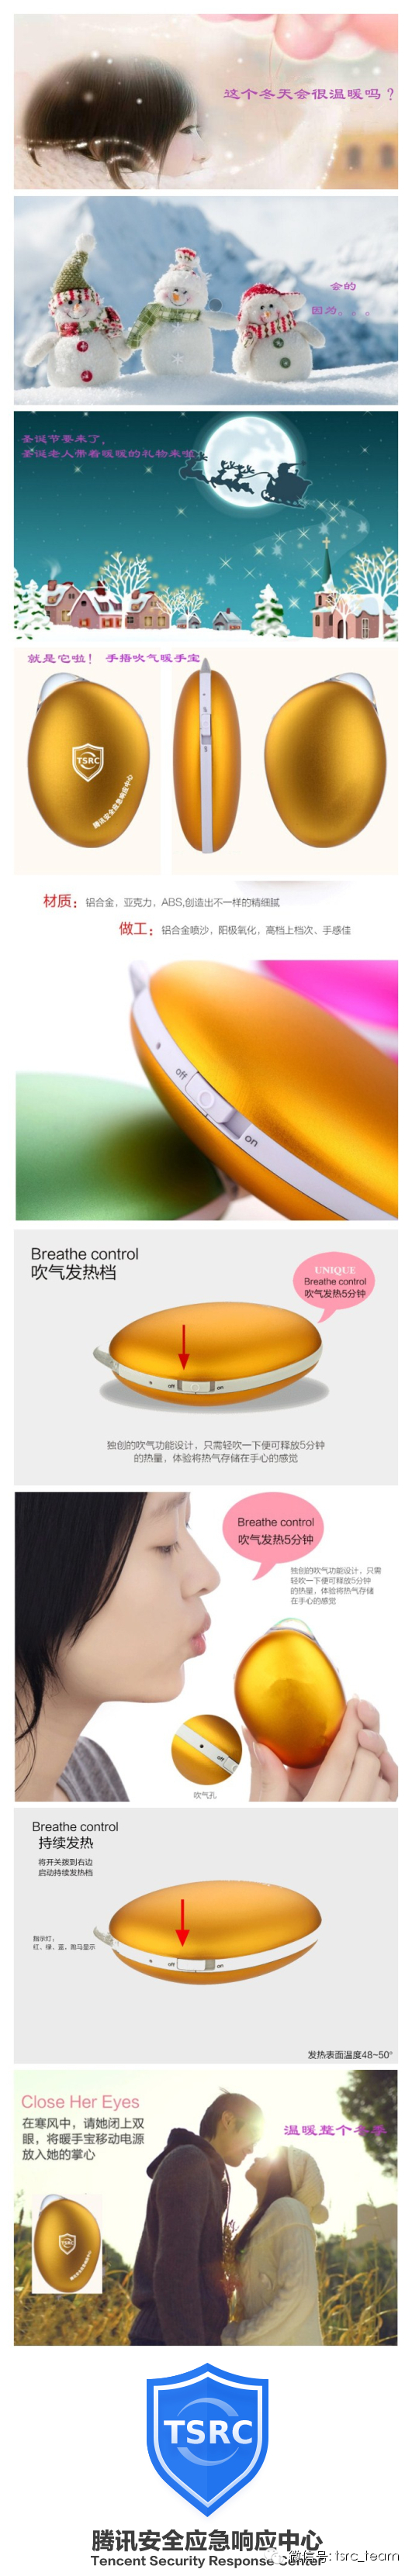 这个冬天会很温暖吗？
会的
因为。。。
圣诞节要来了，
圣诞老人带着暖暖的礼物来啦
就是它啦！ 手捂吹气暖手宝
TSRC
腾讯安全应急响应中心
材质：铝合金，亚克力，ABS,创造出不一样的精细腻
做工：铝合金喷沙，阳极氧化，高档上档次、手感佳
off
on
Breathe control
吹气发热档
UNIQUE
Breathe control
吹气发热5分钟
off
on
独创的吹气功能设计，只需轻吹一下便可释放5分钟
的热量，体验将热气存储在手心的感觉
Breathe control
吹气发热5分钟
独创的吹气功能设计，只需
轻吹一下便可释放5分钟
的热量，体验将热气存储
在手心的感觉
off
吹气孔
Breathe control
持续发热
将开关拨到右边
启动持续发热档
指示灯：
红，绿，蓝，跑马显示
off
on
发热表面温度48~50°
Close Her Eyes
在寒风中，请她闭上双
眼，将暖手宝移动电源
放入她的掌心
温暖整个冬季
TSRC
TSRC
腾讯安全应急响应中心
Tencent Security Response Center
微信号: tsrc_team